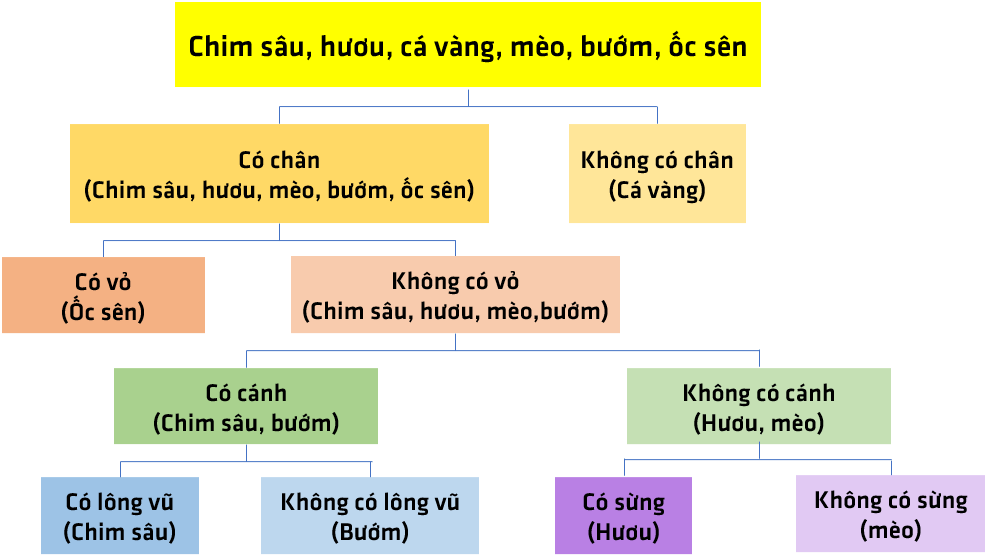 Chim sâu, hươu, cá vàng, mèo, bướm, ốc sên
Có chân
(Chim sâu, hươu, mèo, bướm, ốc sên)
Không có chân
(Cá vàng)
Có vỏ
(Ốc sên)
Không có vỏ
(Chim sâu, hươu, mèo,bướm)
Có cánh
(Chim sâu, bướm)
Không có cánh
(Hươu, mèo)
Có lông vũ
(Chim sâu)
Không có lông vũ
(Bướm)
Có sừng
(Hươu)
Không có sừng
(mèo)